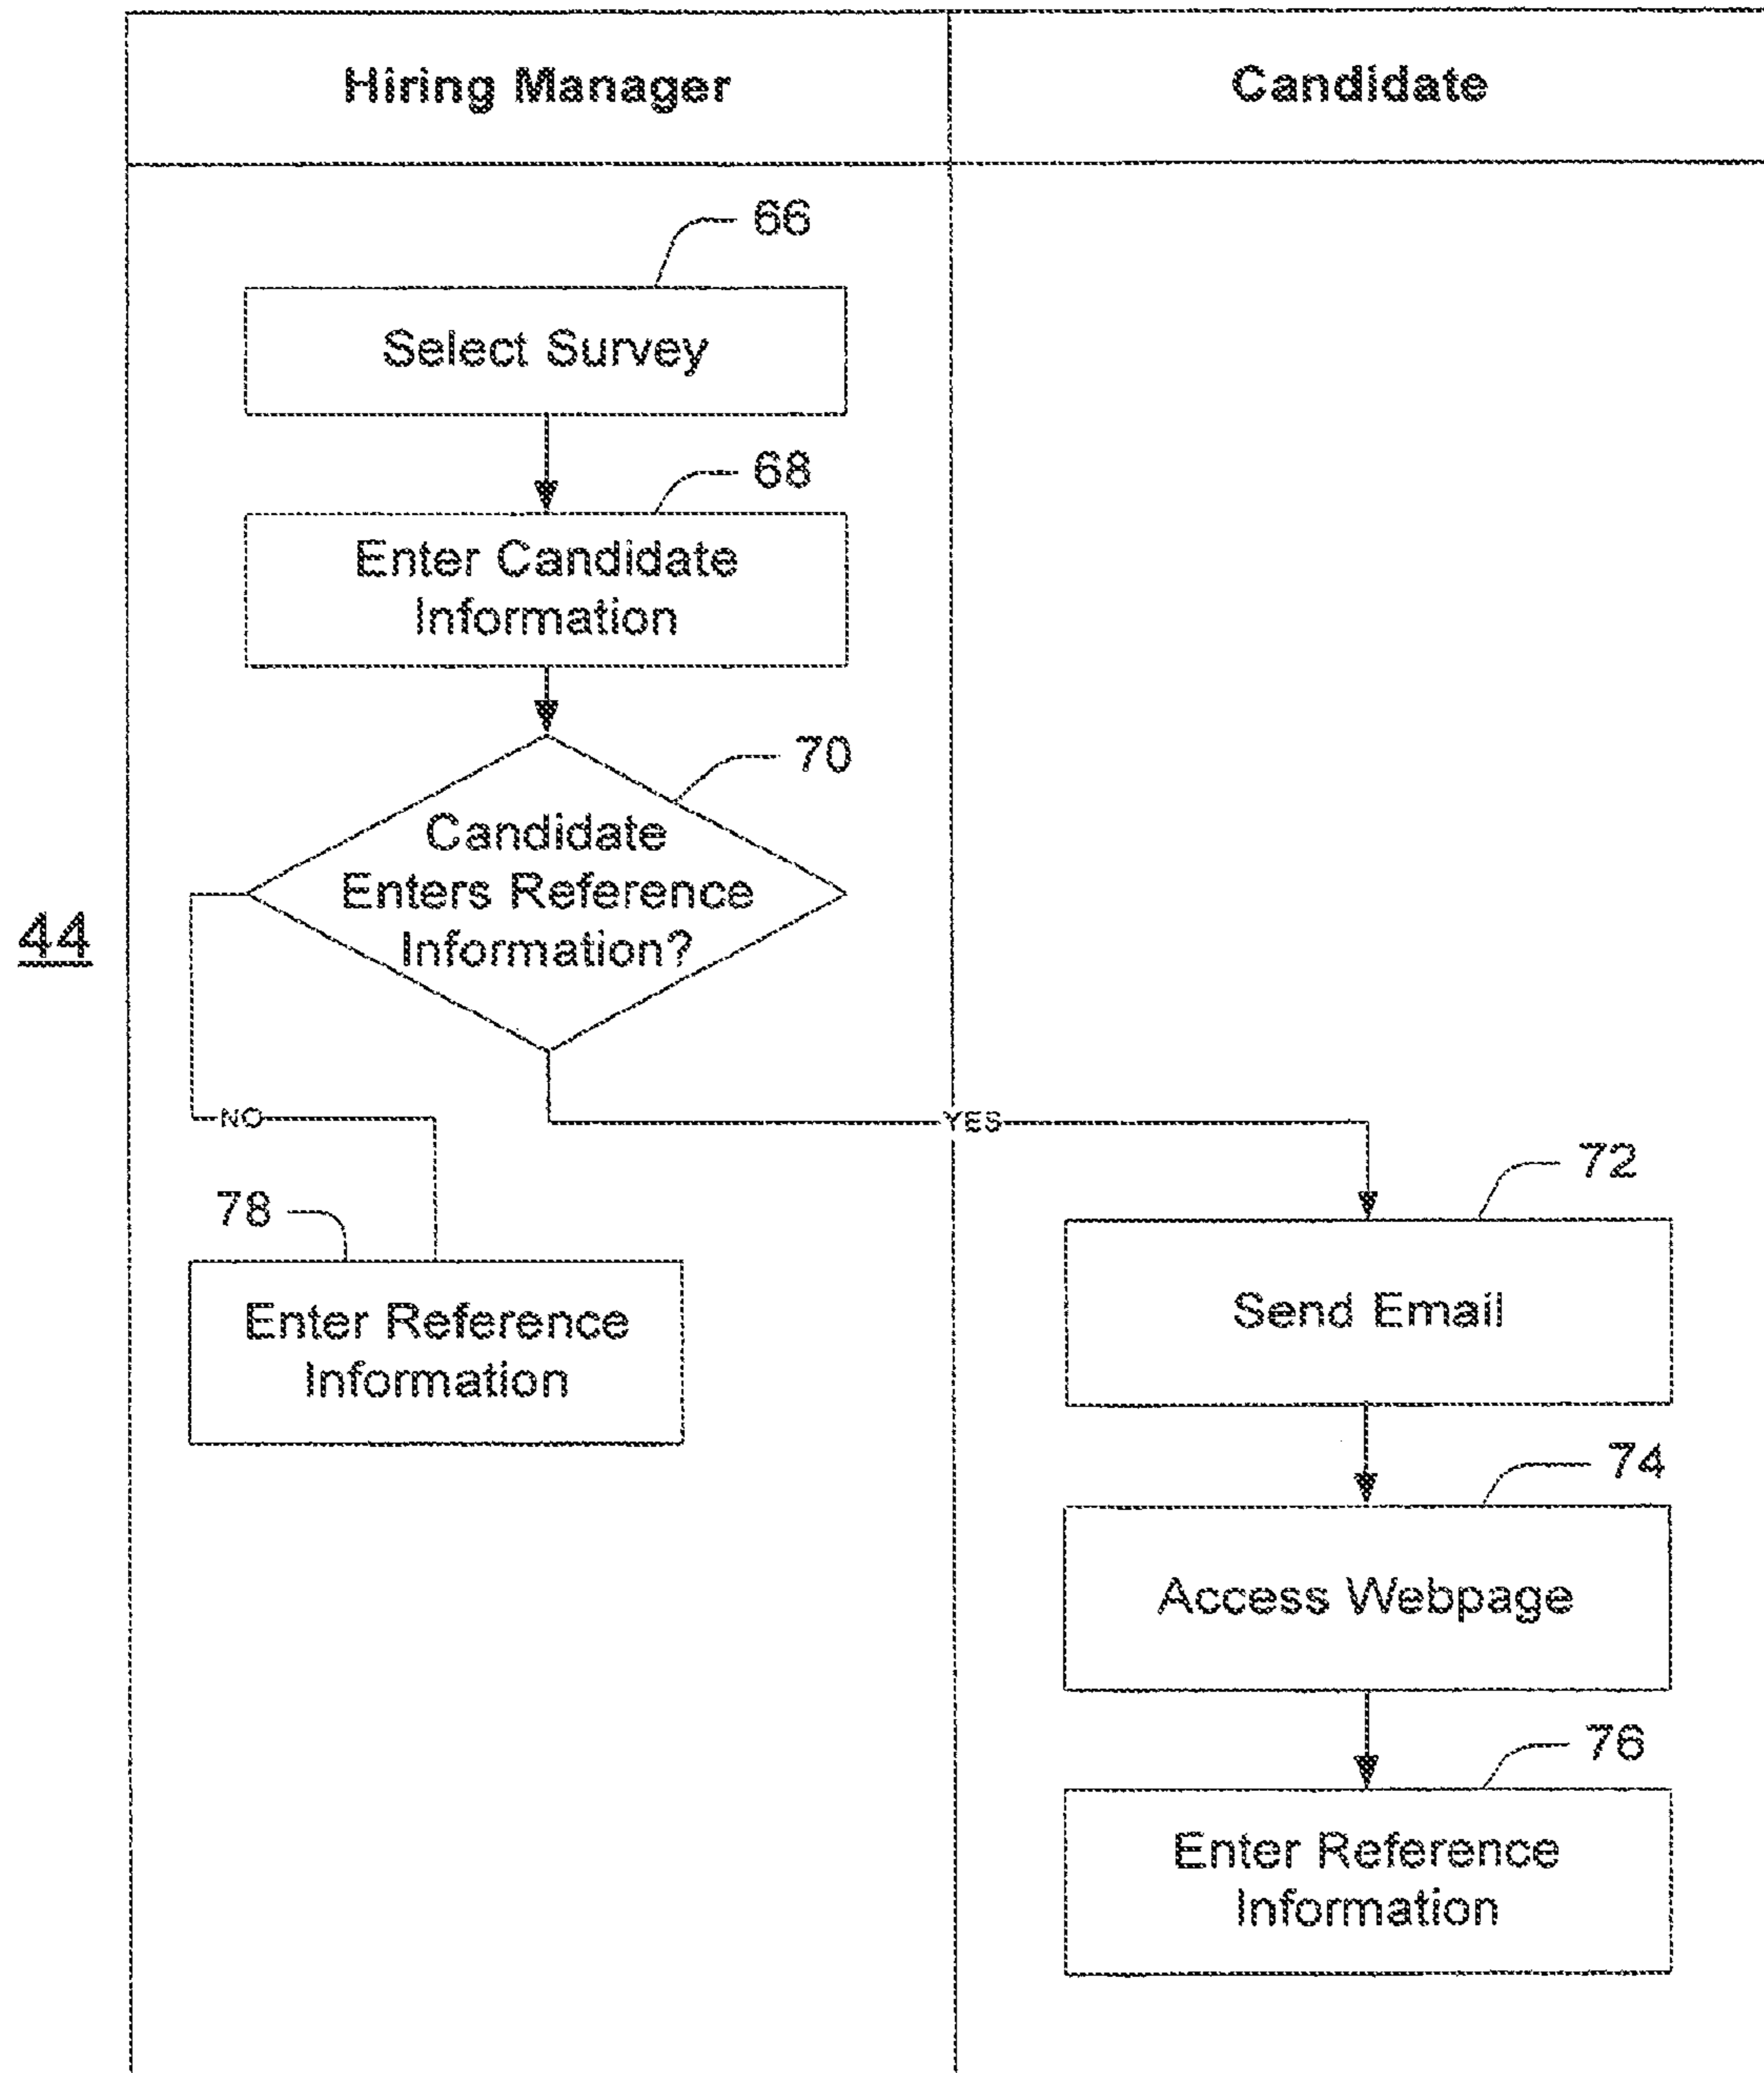 Hiring Manager
Candidate
66
Select Survey
68
Enter Candidate
Information
70
Candidate
Enters Reference
Information?
44
NO
YES
72
78
Send Email
Enter Reference
Information
74
Access Webpage
76
Enter Reference
Information